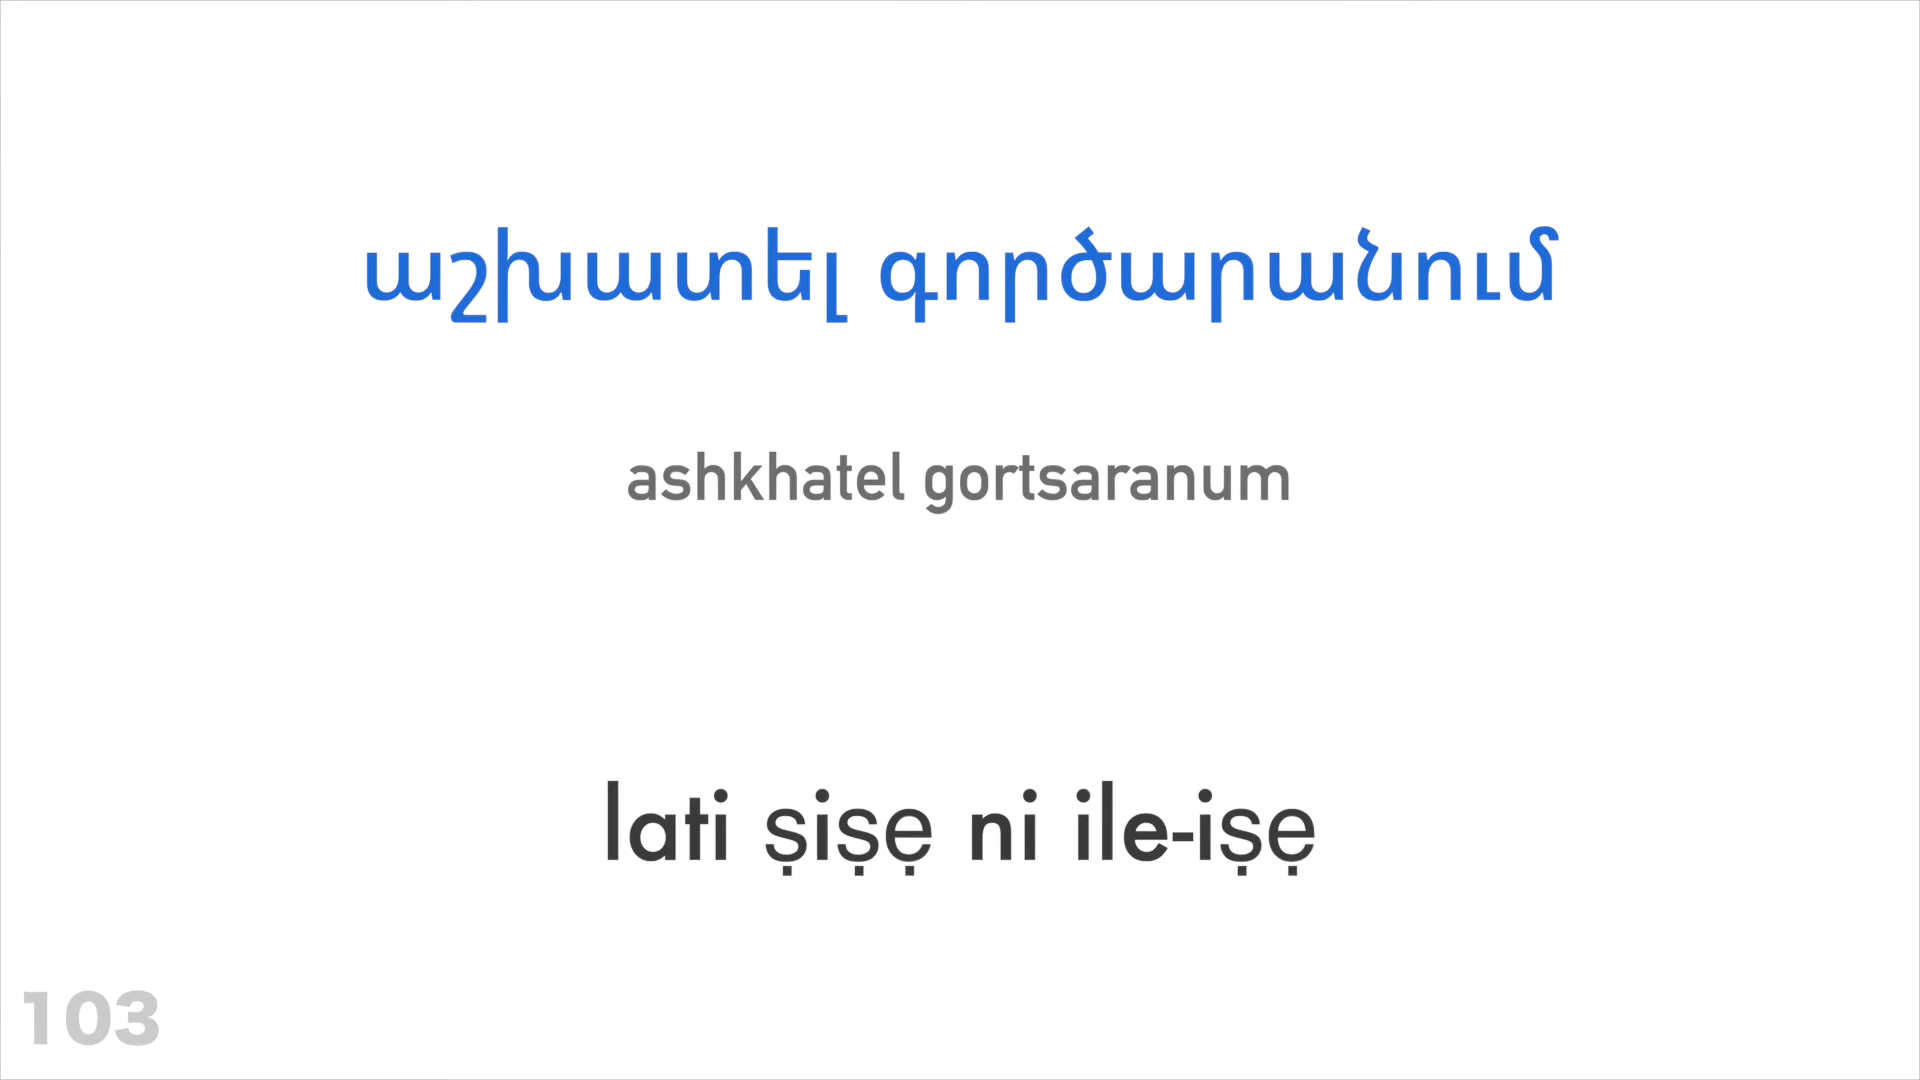 աշխատել գործարանում
ashkhatel gortsaranum
lati ṣiṣẹ ni ile-iṣẹ
103